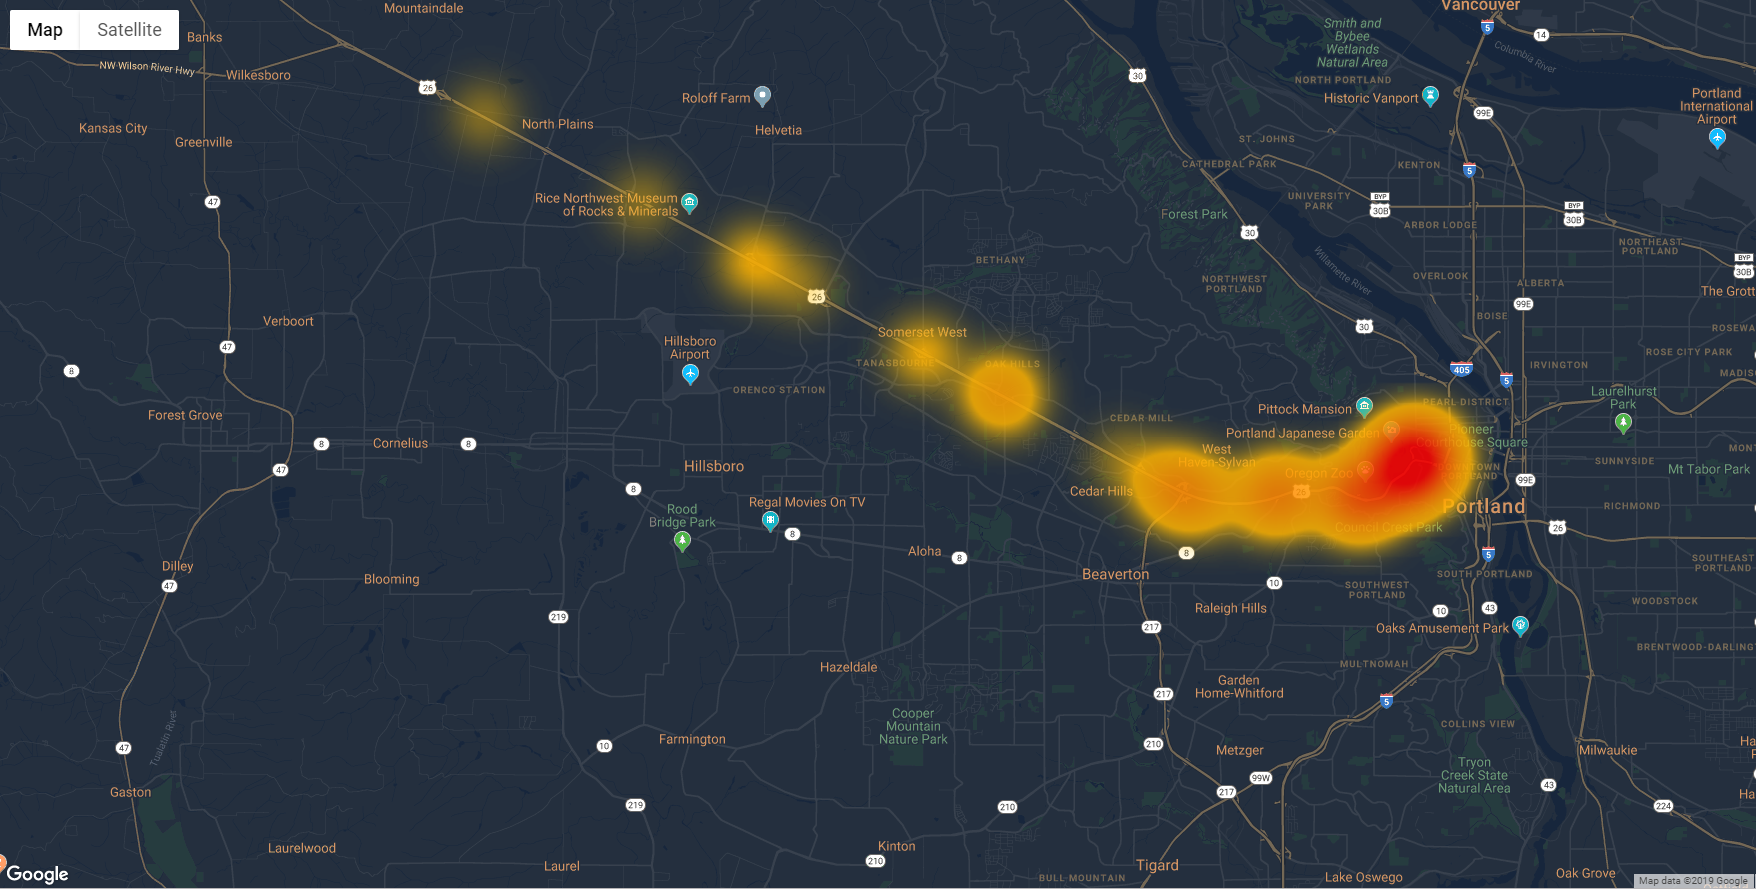 Map
Satellite
Mountaindale
Vancouver
Banks
NW Wilson River Hwy
Wilkesboro
26
Smith and
Bybee
Wetlands
Natural Area
5
14
Columbia River
30
NORTH PORTLAND
Roloff Farm
Historic Vanport
Portland
International
Airport
99E
Kansas City
North Plains
Helvetia
Greenville
ST. JOHNS
CATHEDRAL PARK
KENTON
5
47
Rice Northwest Museum
of Rocks & Minerals
UNIVERSITY
PARK
BYP
30B
BYP
30B
Forest Park
30
ARBOR LODGE
NORTHEAST
PORTLAND
BETHANY
Willamette River
BYP
30B
NORTHWEST
PORTLAND
OVERLOOK
ALBERTA
The Grott
26
99E
Verboort
30
BOISE
ROSEWA
Somerset West
Hillsboro
Airport
47
8
TANASBOURNE
OAK HILLS
405
5
IRVINGTON
ROSE CITY PARK
MADIS
ORENCO STATION
PEARL DISTRICT
Laurelhurst
Park
Forest Grove
CEDAR MILL
Pittock Mansion
8
Cornelius
8
Portland Japanese Garden
Pioneer
Courthouse Square
West
Haven-Sylvan
MONT
47
Hillsboro
Oregon Zoo
DOWNTOWN
PORTLAND
SUNNYSIDE
Mt Tabor Park
8
Cedar Hills
26
99E
Regal Movies On TV
Rood
Bridge Park
Portland
RICHMOND
8
Council Crest Park
26
Aloha
8
8
5
Dilley
Blooming
Beaverton
10
SOUTHWEST
PORTLAND
SOUTH PORTLAND
SOUTHEAST
PORTLAND
47
219
Raleigh Hills
10
43
WOODSTOCK
217
Oaks Amusement Park
BRENTWOOD-DARLING
Hazeldale
MULTNOMAH
217
Garden
Home-Whitford
5
Cooper
Mountain
Nature Park
COLLINS VIEW
Tualatin River
47
10
Farmington
210
Metzger
Milwaukie
Tryon
Creek State
Natural Area
Gaston
99W
217
43
219
210
224
Laurelwood
Kinton
210
Laurel
Tigard
BULL MOUNTAIN
Lake Oswego
Oak Grove
Google
Map data ©2019 Google